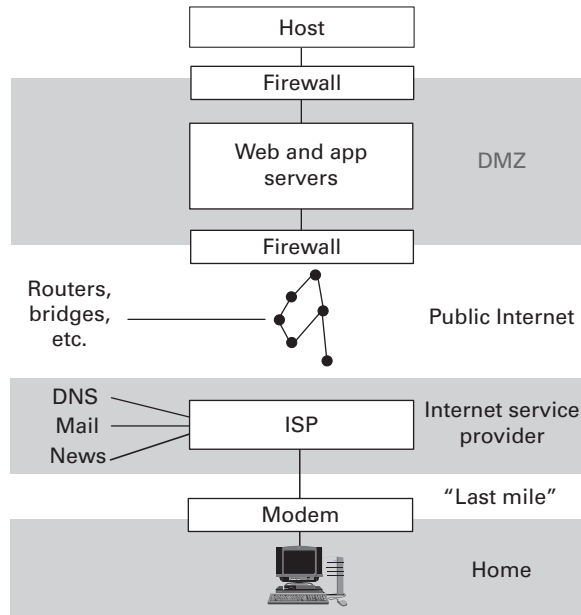 Host
Firewall
Web and app
servers
DMZ
Firewall
Routers,
bridges,
etc.
Public Internet
DNS
Mail
News
ISP
Internet service
provider
“Last mile”
Modem
Home